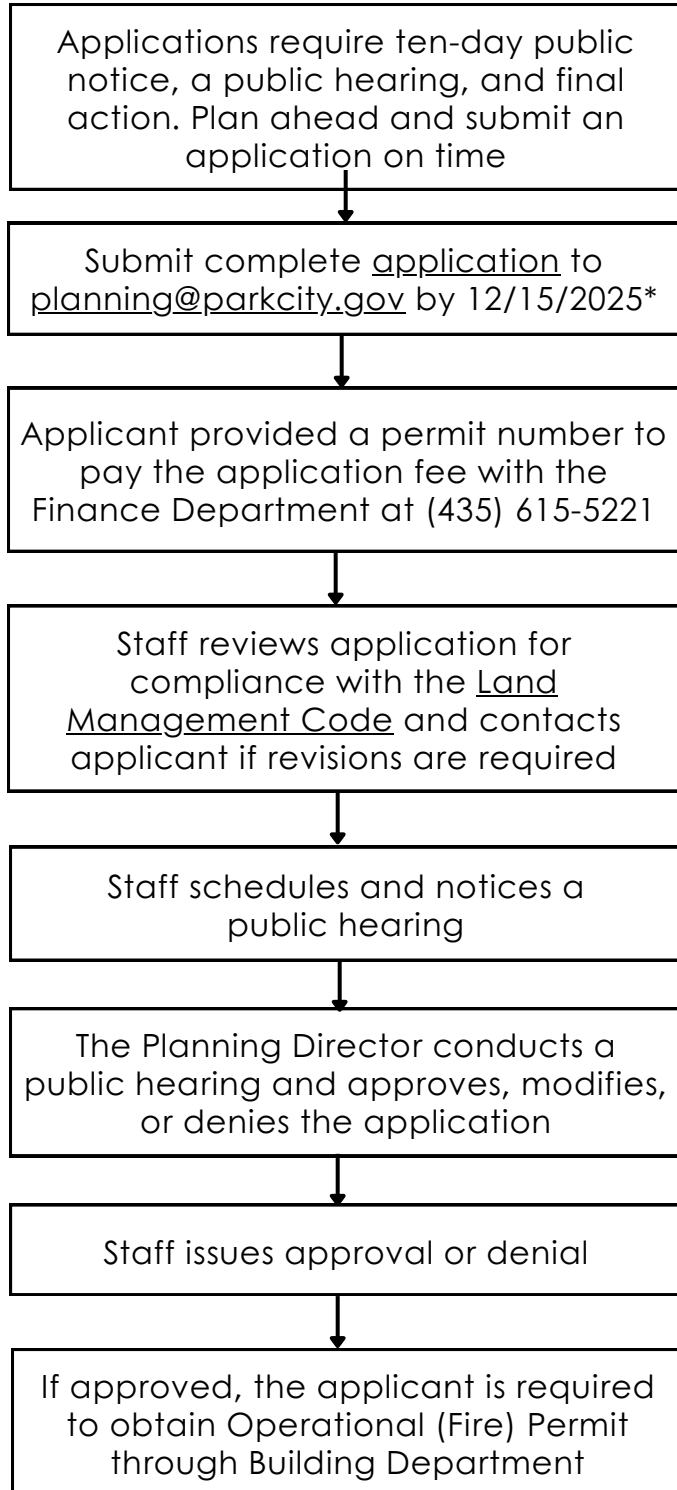 Applications require ten-day public
notice, a public hearing, and final
action. Plan ahead and submit an
application on time
Submit complete application to
planning@parkcity.gov by 12/15/2025*
Applicant provided a permit number to
pay the application fee with the
Finance Department at (435) 615-5221
Staff reviews application for
compliance with the Land
Management Code and contacts
applicant if revisions are required
Staff schedules and notices a
public hearing
The Planning Director conducts a
public hearing and approves, modifies,
or denies the application
Staff issues approval or denial
If approved, the applicant is required
to obtain Operational (Fire) Permit
through Building Department